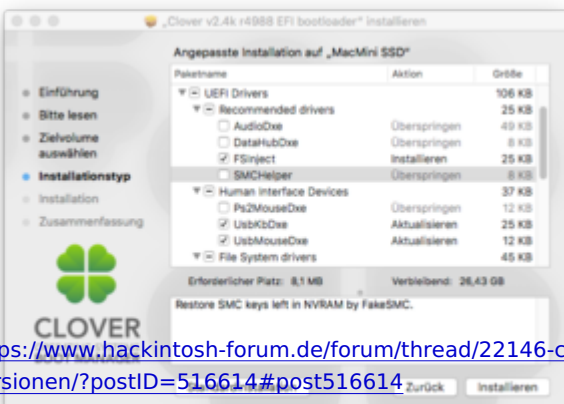 „Clover v2.4k r4988 EFI bootloader“ installieren
Angepasste Installation auf „MacMini SSD“
Einführung
Bitte lesen
Zielvolume
auswählen
Installationstyp
Installation
Zusammenfassung
Paketname Aktion Größe
UEFI Drivers 106 KB
Recommended drivers 25 KB
AudioDxe Überspringen 49 KB
DataHubDxe Überspringen 8 KB
FSInject Installieren 25 KB
SMCHelper Überspringen 8 KB
Human Interface Devices 37 KB
Ps2MouseDxe Überspringen 12 KB
UsbKbDxe Aktualisieren 25 KB
UsbMouseDxe Aktualisieren 12 KB
File System drivers 45 KB
Erforderlicher Platz: 8,1 MB Verbleibend: 26,43 GB
Restore SMC keys left in NVRAM by FakeSMC.
CLOVER
ps://www.hackintosh-forum.de/forum/thread/22146-c
rsionen/?postID=516614#post516614
Zurück Installieren